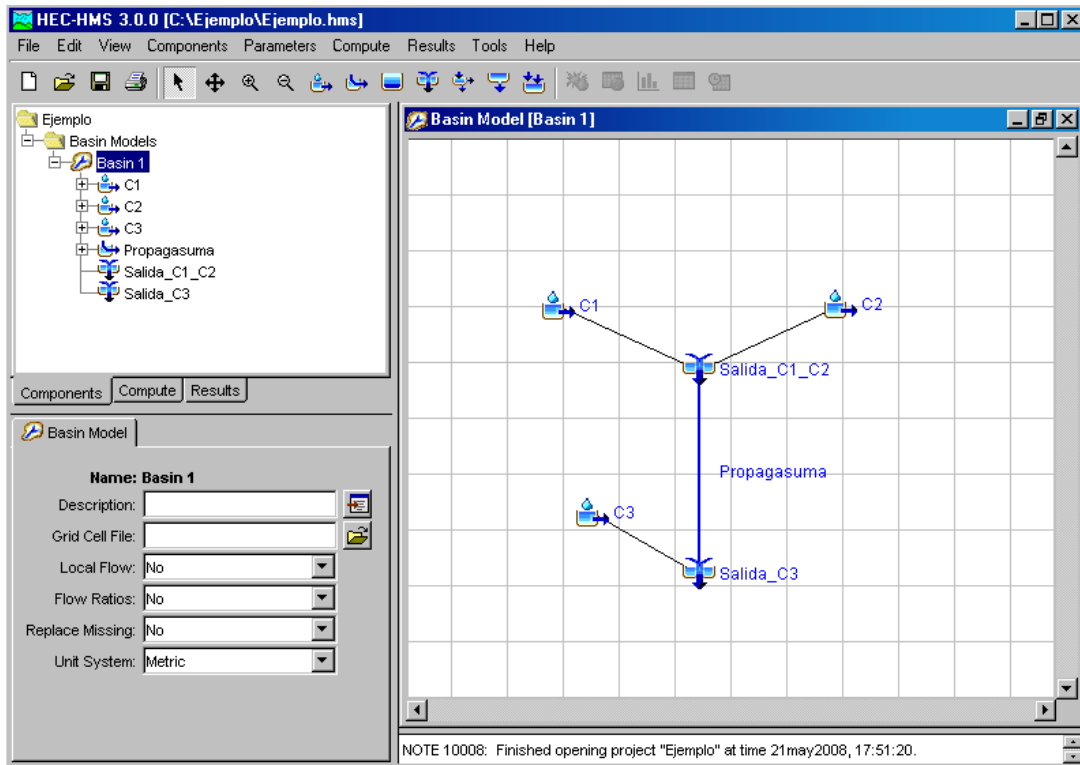 HEC-HMS 3.0.0 [C:\Ejemplo\Ejemplo.hms]
File Edit View Components Parameters Compute Results Tools Help
Ejemplo
Basin Models
Basin 1
C1
C2
C3
Propagasuma
Salida_C1_C2
Salida_C3
Components Compute Results
Basin Model
Name: Basin 1
Description:
Grid Cell File:
Local Flow: No
Flow Ratios: No
Replace Missing: No
Unit System: Metric
Basin Model [Basin 1]
C1
C2
Salida_C1_C2
Propagasuma
C3
Salida_C3
NOTE 10008: Finished opening project "Ejemplo" at time 21may2008, 17:51:20.